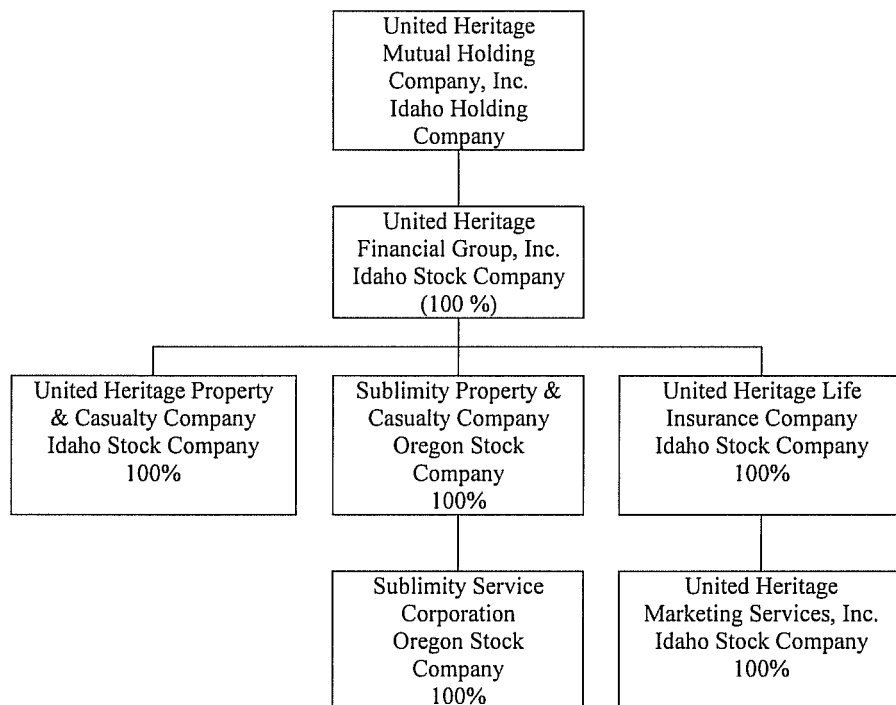 United Heritage
Mutual Holding
Company, Inc.
Idaho Holding
Company
United Heritage
Financial Group, Inc.
Idaho Stock Company
(100 %)
United Heritage Property
& Casualty Company
Idaho Stock Company
100%
Sublimity Property &
Casualty Company
Oregon Stock
Company
100%
United Heritage Life
Insurance Company
Idaho Stock Company
100%
Sublimity Service
Corporation
Oregon Stock
Company
100%
United Heritage
Marketing Services, Inc.
Idaho Stock Company
100%